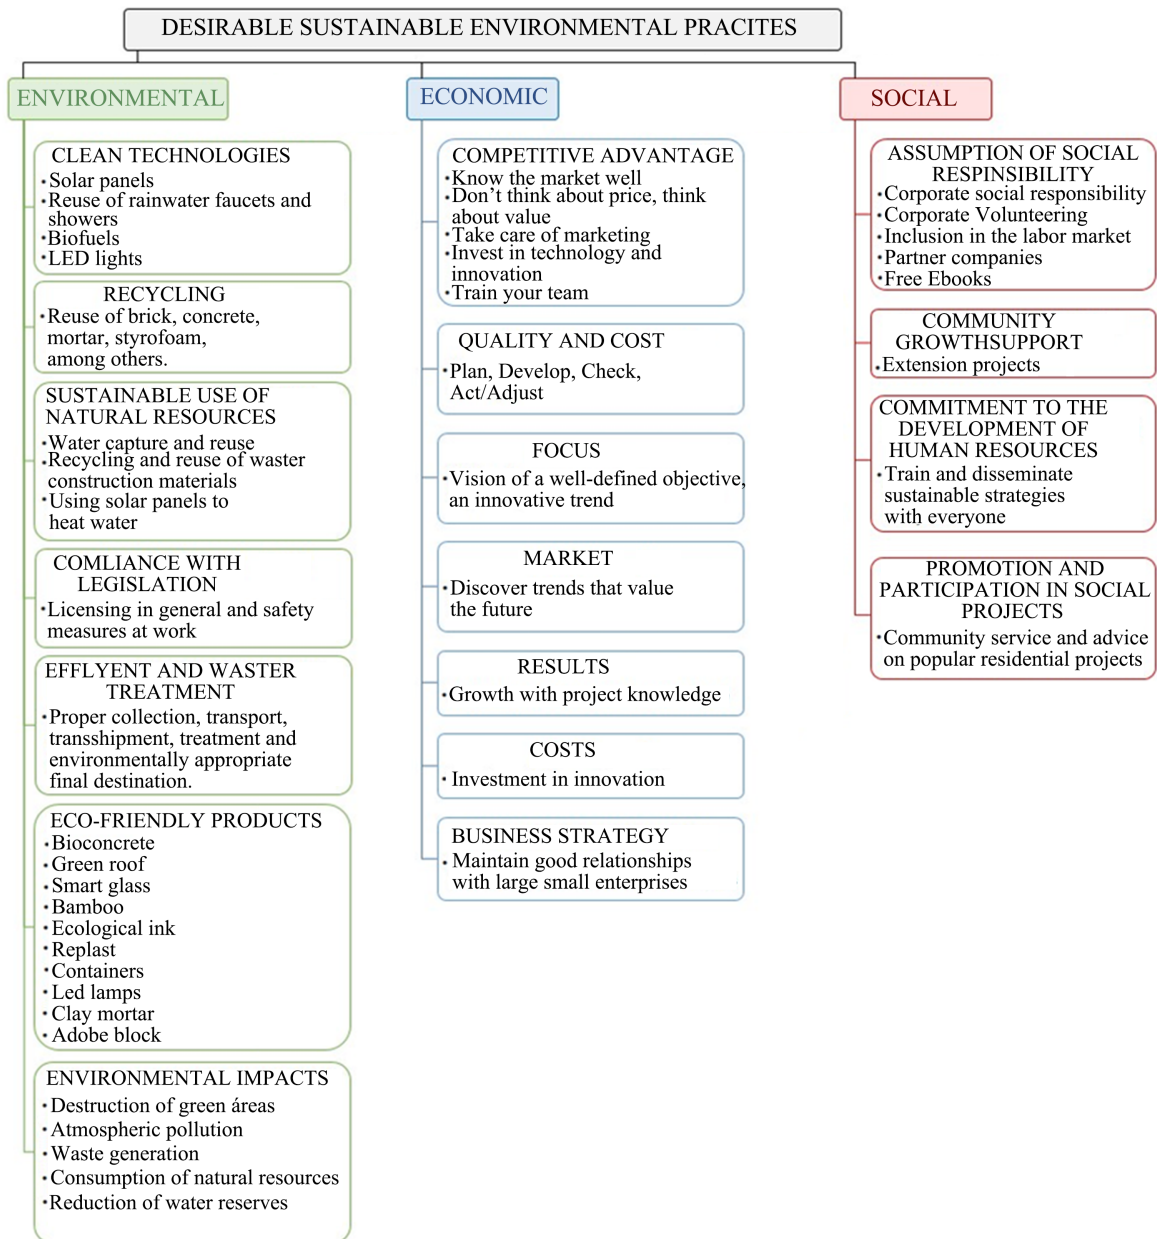 DESIRABLE SUSTAINABLE ENVIRONMENTAL PRACITES
ENVIRONMENTAL
CLEAN TECHNOLOGIES
•Solar panels
•Reuse of rainwater faucets and
showers
•Biofuels
•LED lights
RECYCLING
•Reuse of brick, concrete,
mortar, styrofoam,
among others.
SUSTAINABLE USE OF
NATURAL RESOURCES
•Water capture and reuse
•Recycling and reuse of waster
construction materials
•Using solar panels to
heat water
COMLIANCE WITH
LEGISLATION
•Licensing in general and safety
measures at work
EFFLYENT AND WASTER
TREATMENT
•Proper collection, transport,
transshipment, treatment and
environmentally appropriate
final destination.
ECO-FRIENDLY PRODUCTS
•Bioconcrete
•Green roof
•Smart glass
•Bamboo
•Ecological ink
•Replast
•Containers
•Led lamps
•Clay mortar
•Adobe block
ENVIRONMENTAL IMPACTS
•Destruction of green áreas
•Atmospheric pollution
•Waste generation
•Consumption of natural resources
•Reduction of water reserves
ECONOMIC
COMPETITIVE ADVANTAGE
•Know the market well
•Don’t think about price, think
about value
•Take care of marketing
•Invest in technology and
innovation
•Train your team
QUALITY AND COST
•Plan, Develop, Check,
Act/Adjust
FOCUS
•Vision of a well-defined objective,
an innovative trend
MARKET
•Discover trends that value
the future
RESULTS
•Growth with project knowledge
COSTS
•Investment in innovation
BUSINESS STRATEGY
•Maintain good relationships
with large small enterprises
SOCIAL
ASSUMPTION OF SOCIAL
RESPINSIBILITY
•Corporate social responsibility
•Corporate Volunteering
•Inclusion in the labor market
•Partner companies
•Free Ebooks
COMMUNITY
GROWTHSUPPORT
•Extension projects
COMMITMENT TO THE
DEVELOPMENT OF
HUMAN RESOURCES
•Train and disseminate
sustainable strategies
with everyone
PROMOTION AND
PARTICIPATION IN SOCIAL
PROJECTS
•Community service and advice
on popular residential projects